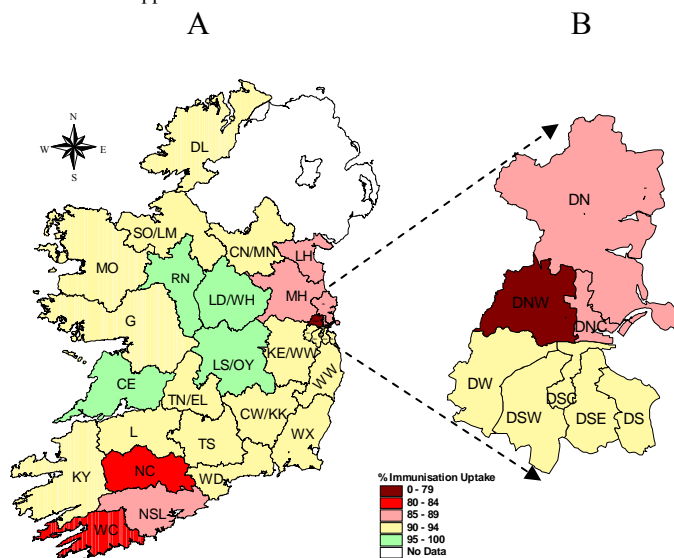 A B
N
W E
S
DL
SO/LM
CN/MN
LH
MO
RN
LD/WH
MH
G
KE/WW
LS/OY
WW
CE
TN/EL
CW/KK
L
TS
WX
KY
NC
WD
NSL
WC
DN
DNW
DNC
DW
DSC
DSW
DSE
DS
% Immunisation Uptake
0 - 79
80 - 84
85 - 89
90 - 94
95 - 100
No Data